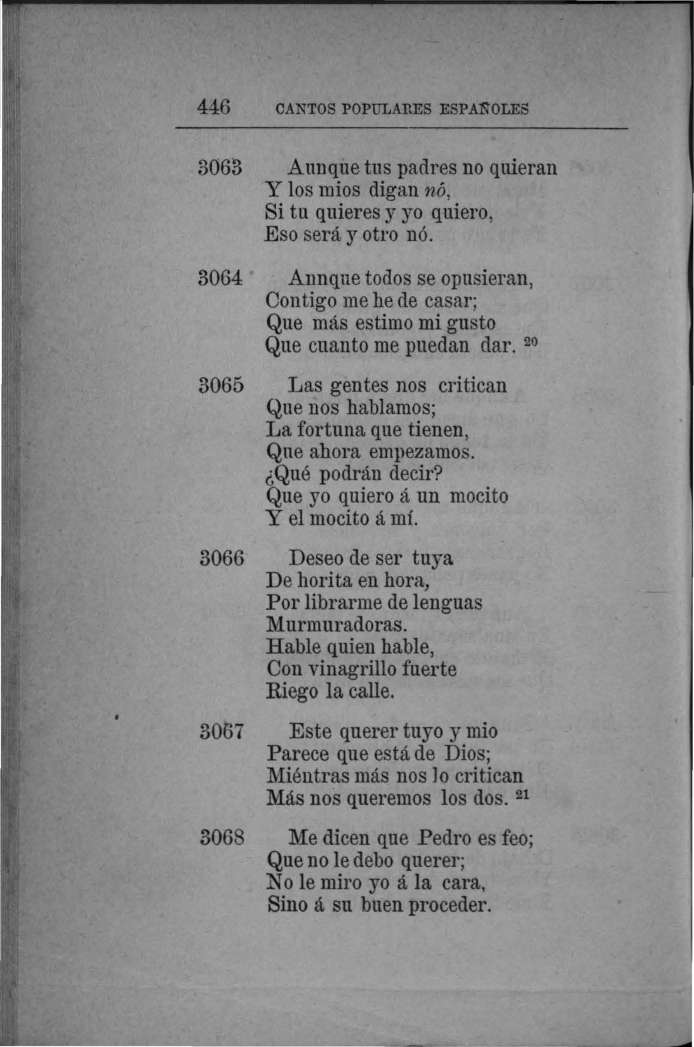 446 CANTOS POPULARES ESPAÑOLES
3063 Aunque tus padres no quieran
Y los mios digan nó,
Si tu quieres y yo quiero,
Eso será y otro nó.
3064 Aunque todos se opusieran,
Contigo me he de casar;
Que más estimo mi gusto
Que cuanto me puedan dar. 20
3065 Las gentes nos critican
Que nos hablamos;
La fortuna que tienen,
Que ahora empezamos.
¿Qué podrán decir?
Que yo quiero á un mocito
Y el mocito á mí.
3066 Deseo de ser tuya
De horita en hora,
Por librarme de lenguas
Murmuradoras.
Hable quien hable,
Con vinagrillo fuerte
Riego la calle.
3067 Este querer tuyo y mio
Parece que está de Dios;
Miéntras más nos lo critican
Más nos queremos los dos. 21
3068 Me dicen que Pedro es feo;
Que no le debo querer;
No le miro yo á la cara,
Sino á su buen proceder.